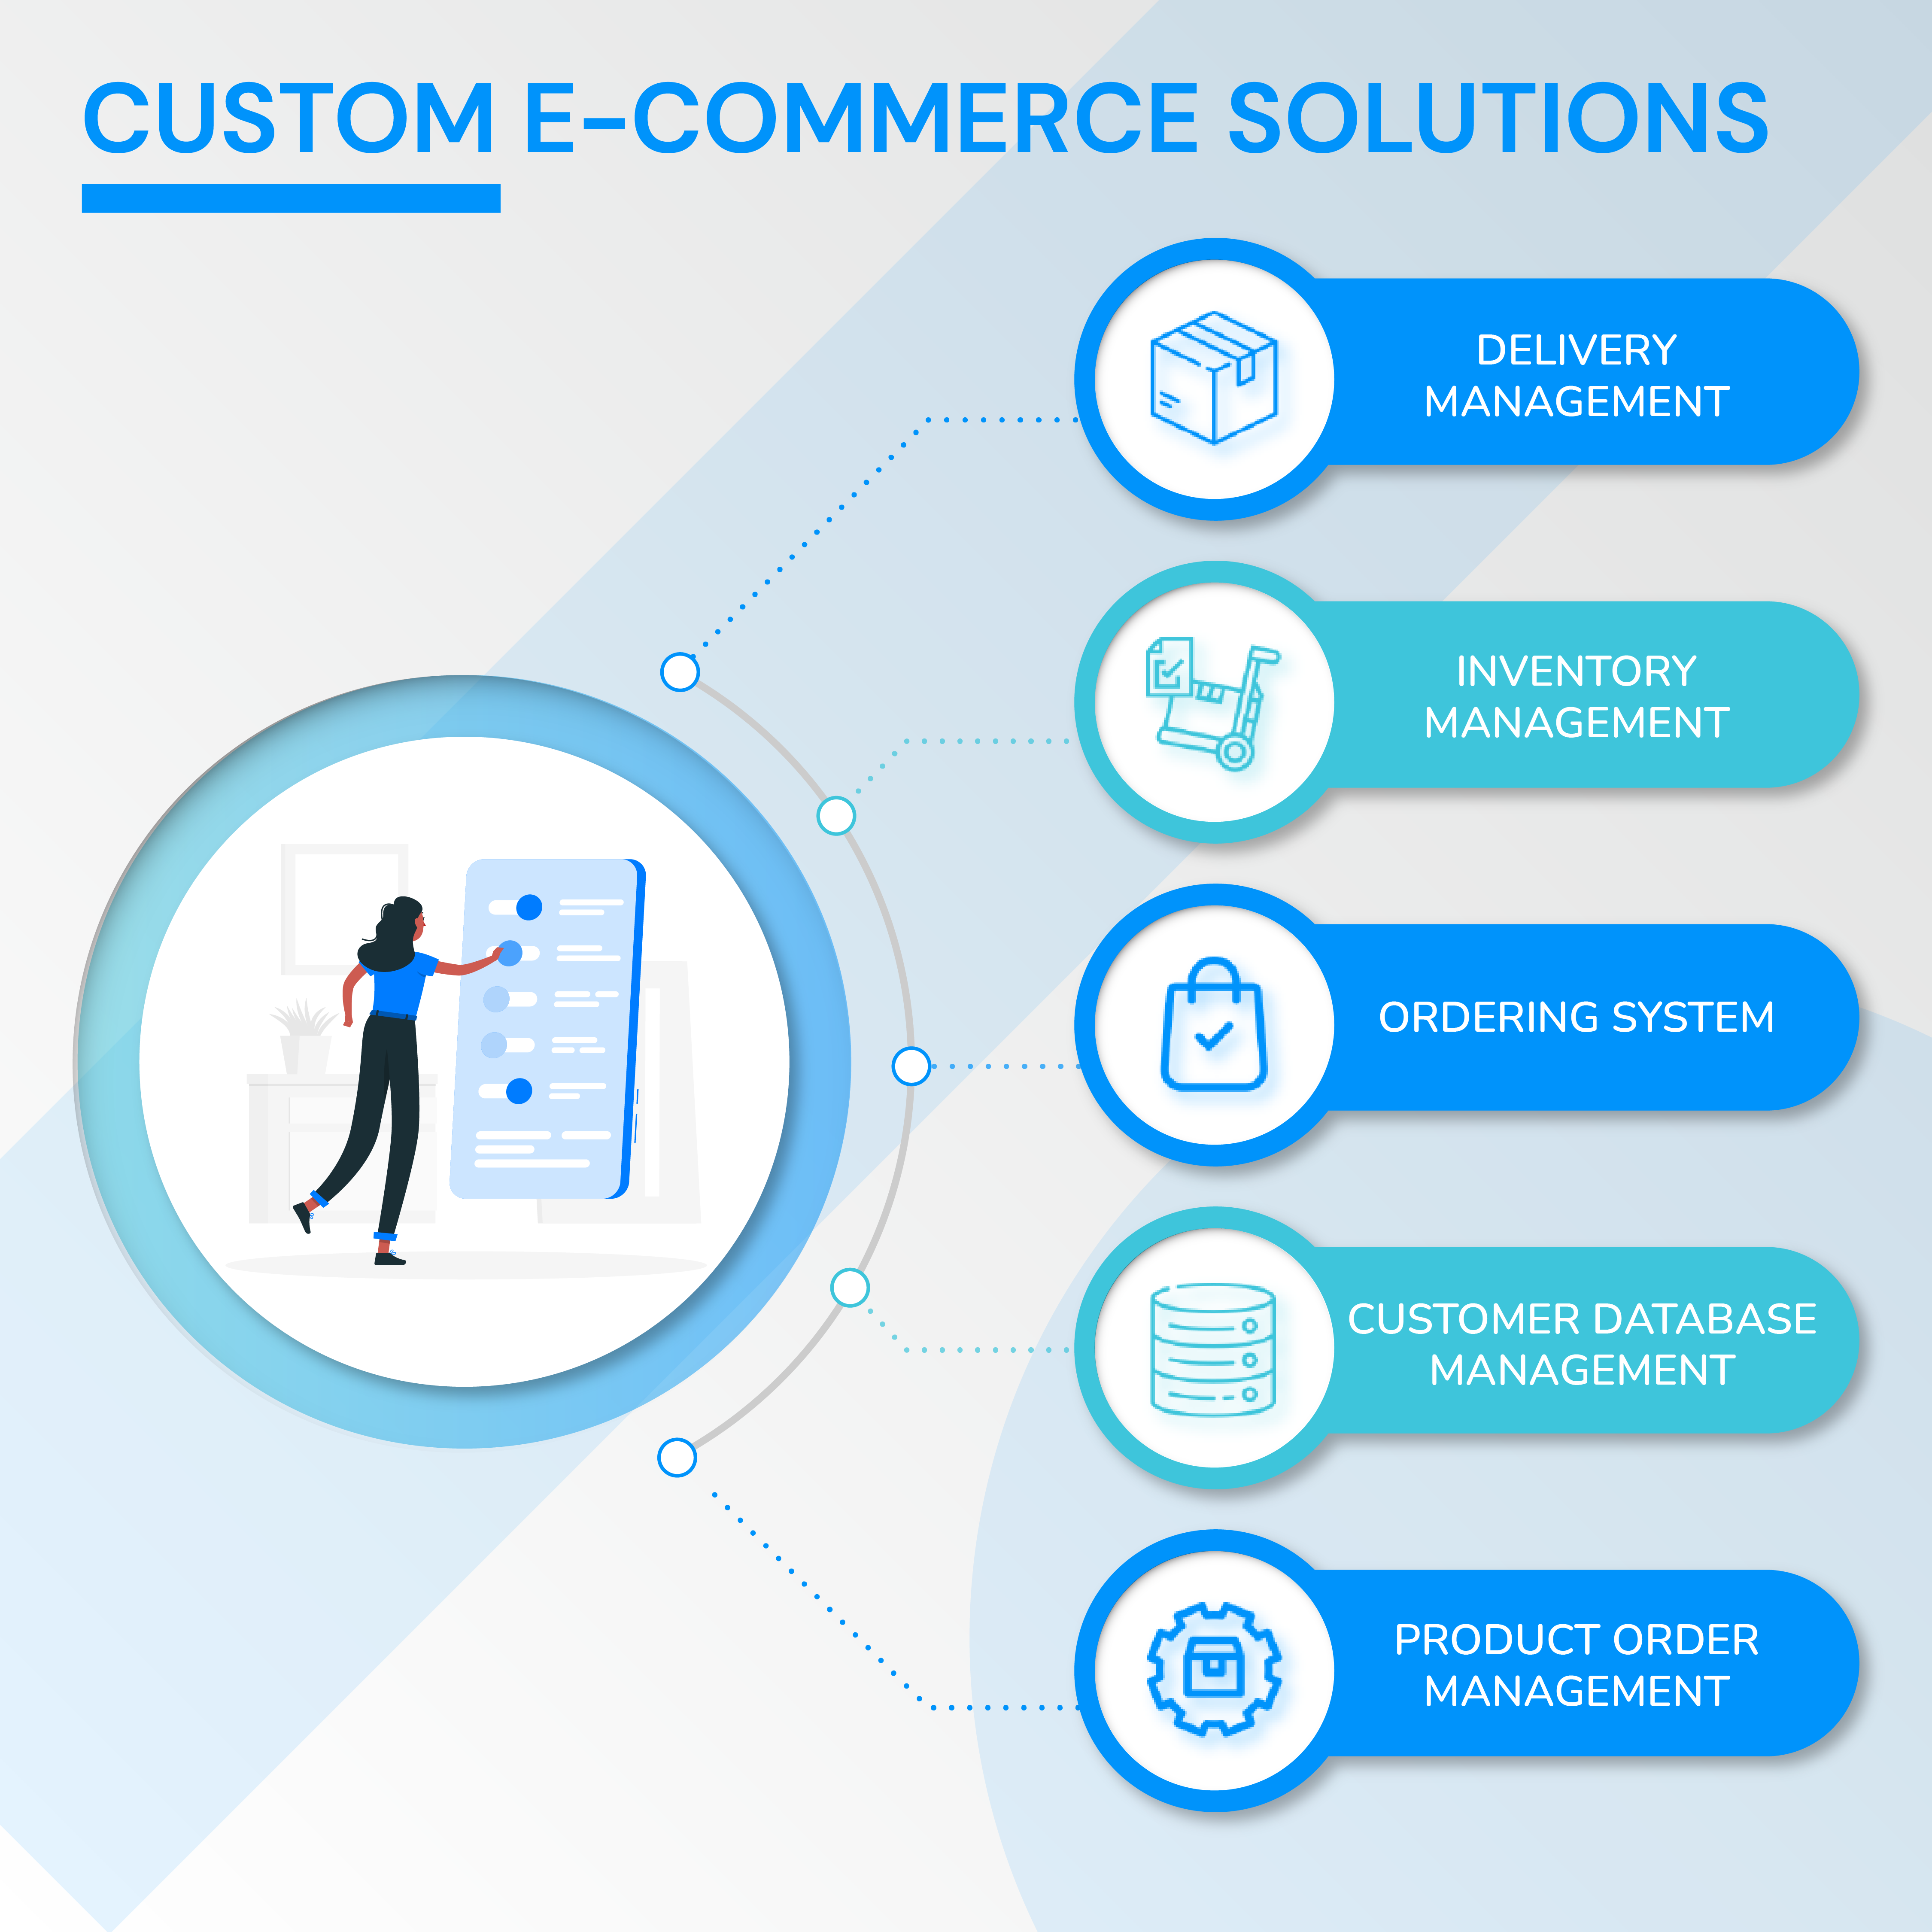 CUSTOM E-COMMERCE SOLUTIONS
DELIVERY
MANAGEMENT
INVENTORY
MANAGEMENT
ORDERING SYSTEM
CUSTOMER DATABASE
MANAGEMENT
PRODUCT ORDER
MANAGEMENT